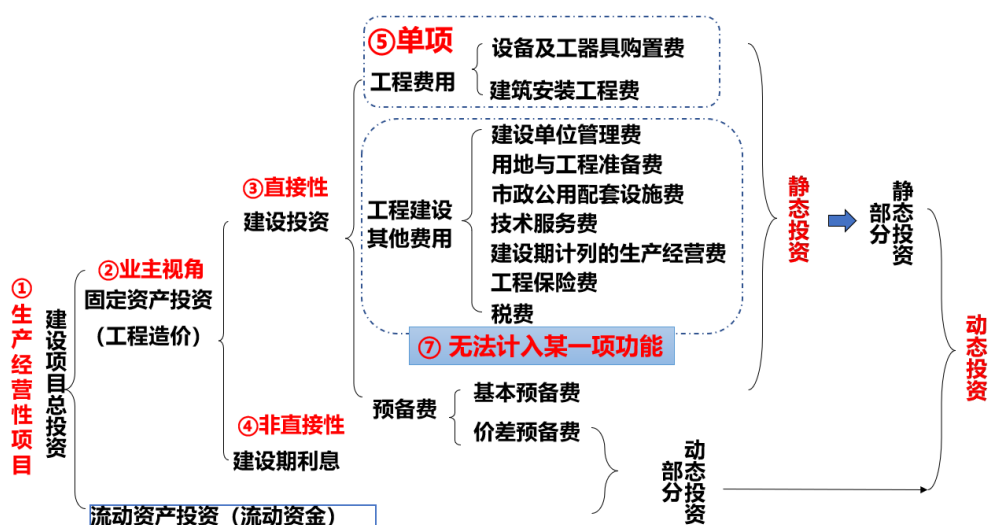 ⑤单项
工程费用
设备及工器具购置费
建筑安装工程费
建设单位管理费
用地与工程准备费
市政公用配套设施费
技术服务费
建设期计列的生产经营费
工程保险费
税费
工程建设
其他费用
⑦ 无法计入某一项功能
③直接性
建设投资
②业主视角
固定资产投资
（工程造价）
①生产经营性项目
建设项目总投资
④非直接性
建设期利息
预备费
基本预备费
价差预备费
流动资产投资（流动资金）
静态投资
静态投资
部分
动态投资
部分
动态投资